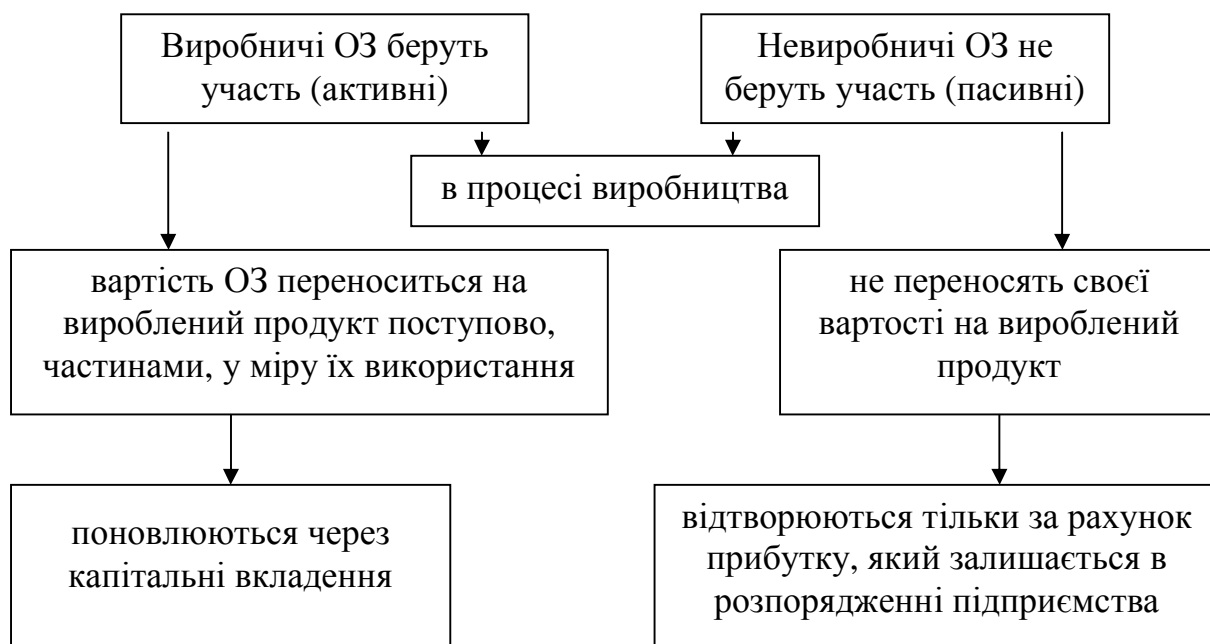 Виробничі ОЗ беруть
участь (активні)
Невиробничі ОЗ не
беруть участь (пасивні)
в процесі виробництва
вартість ОЗ переноситься на
вироблений продукт поступово,
частинами, у міру їх використання
не переносять своєї
вартості на вироблений
продукт
поновлюються через
капітальні вкладення
відтворюються тільки за рахунок
прибутку, який залишається в
розпорядженні підприємства